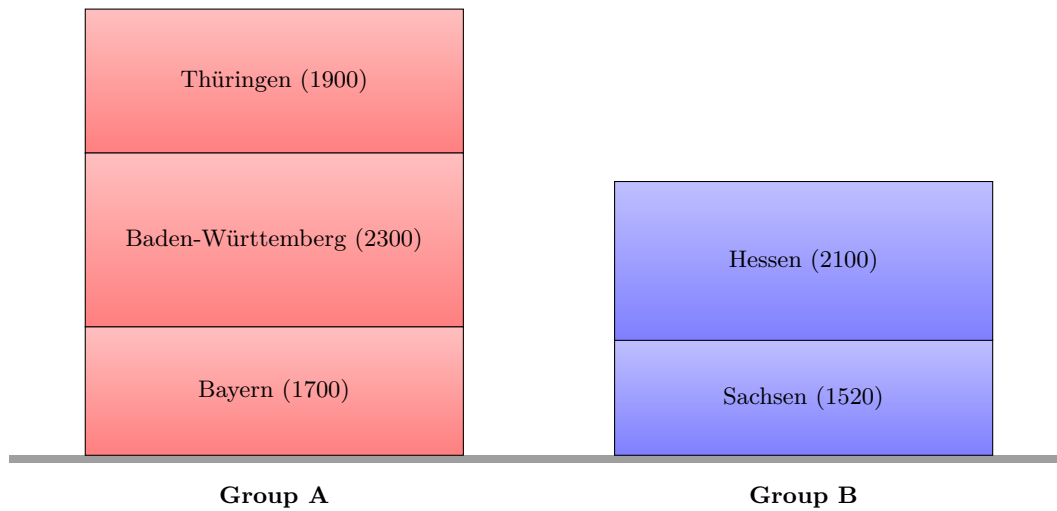 Thüringen (1900)
Baden-Württemberg (2300)
Bayern (1700)
Group A
Hessen (2100)
Sachsen (1520)
Group B